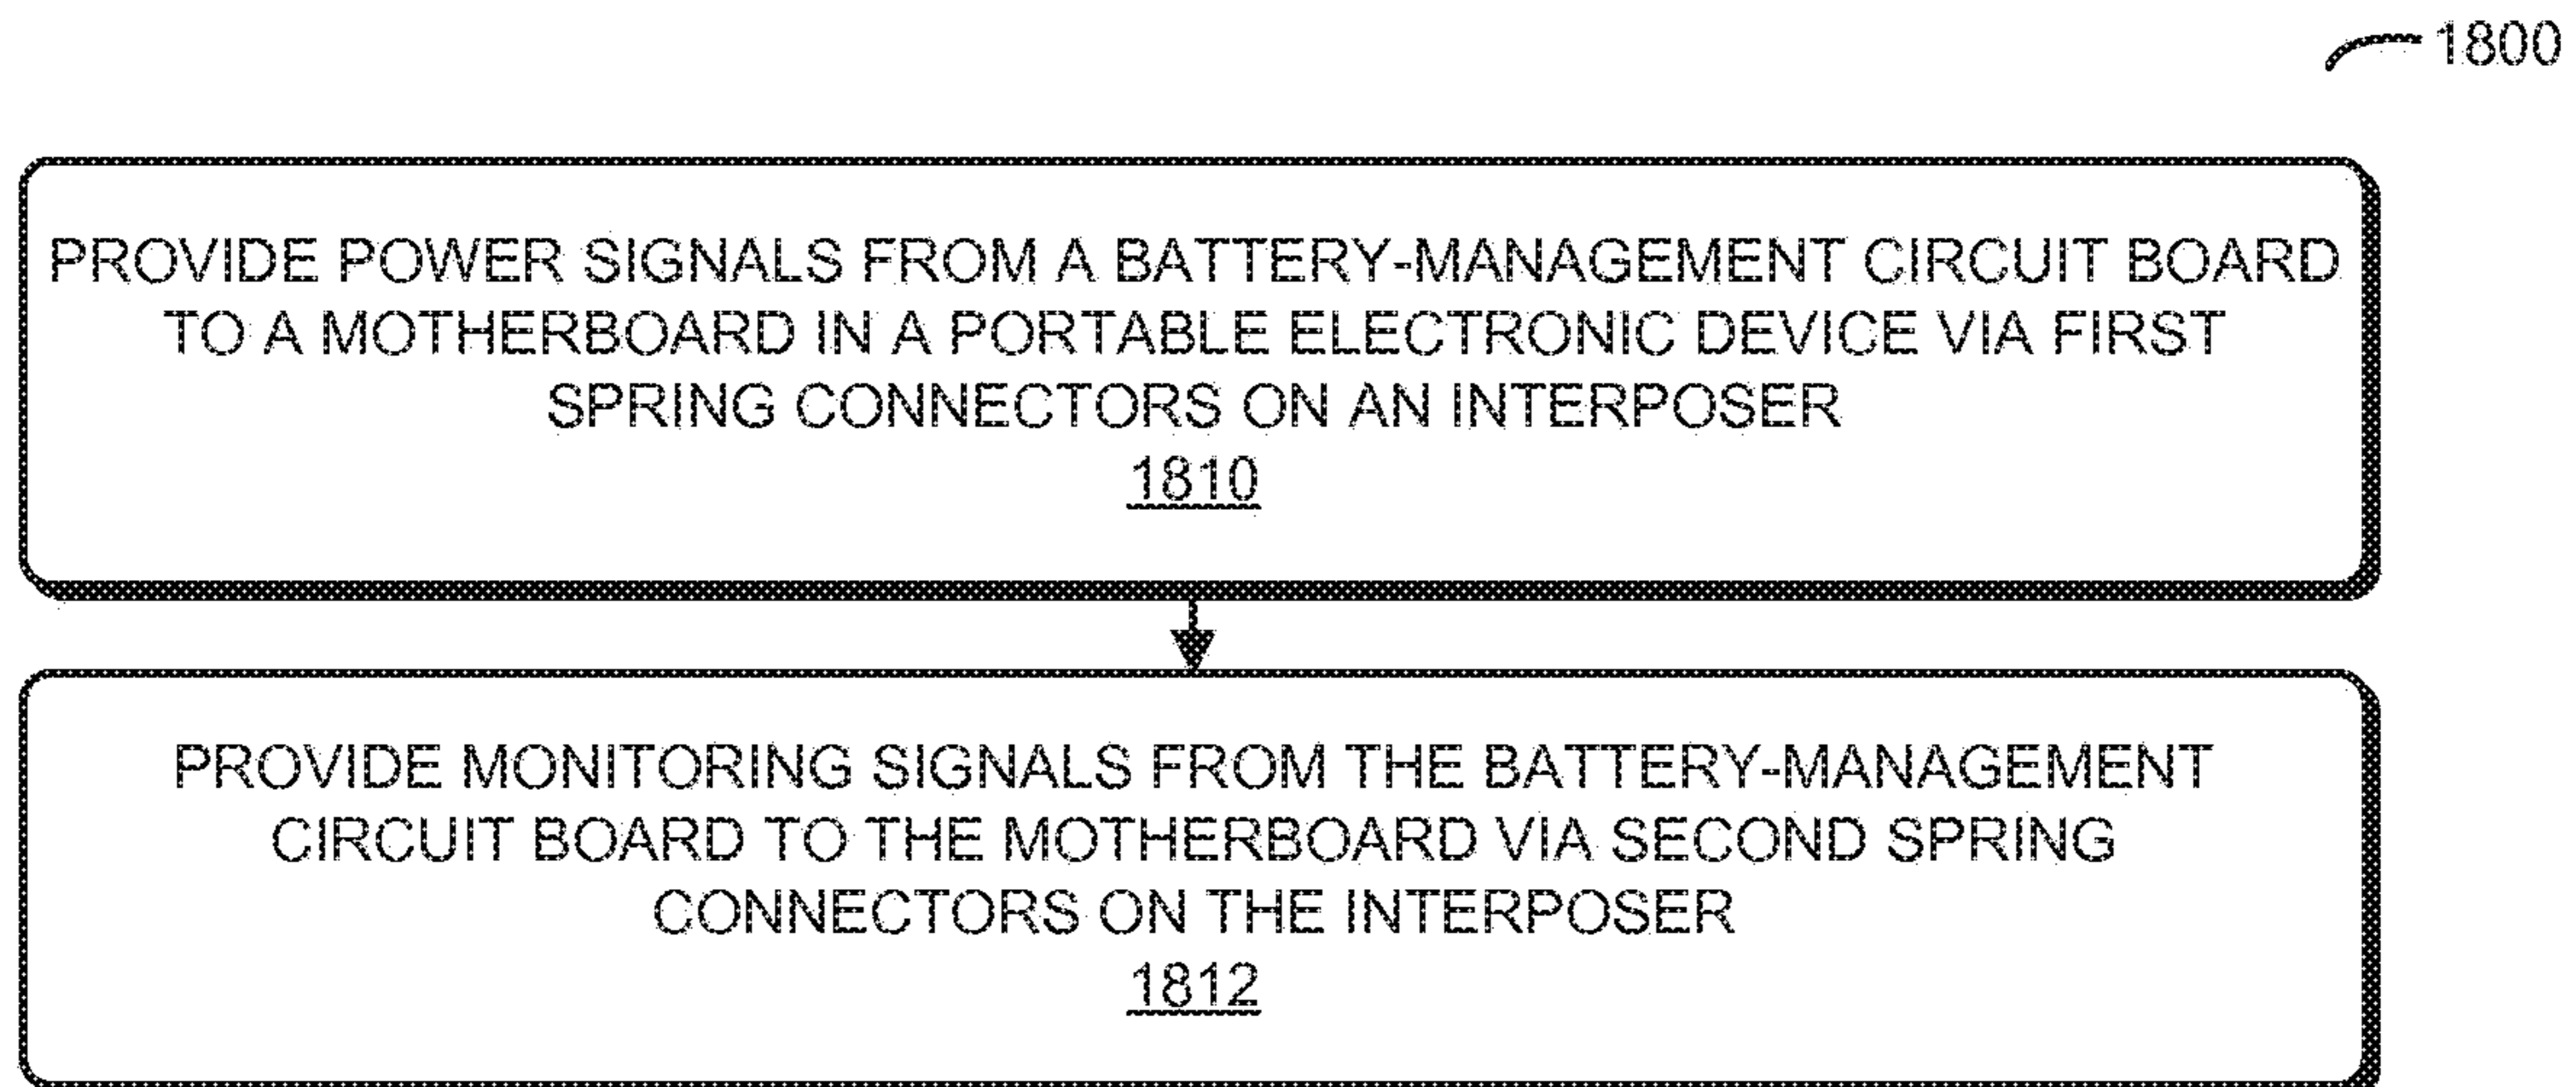 1800
PROVIDE POWER SIGNALS FROM A BATTERY-MANAGEMENT CIRCUIT BOARD
TO A MOTHERBOARD IN A PORTABLE ELECTRONIC DEVICE VIA FIRST
SPRING CONNECTORS ON AN INTERPOSER
1810
PROVIDE MONITORING SIGNALS FROM THE BATTERY-MANAGEMENT
CIRCUIT BOARD TO THE MOTHERBOARD VIA SECOND SPRING
CONNECTORS ON THE INTERPOSER
1812